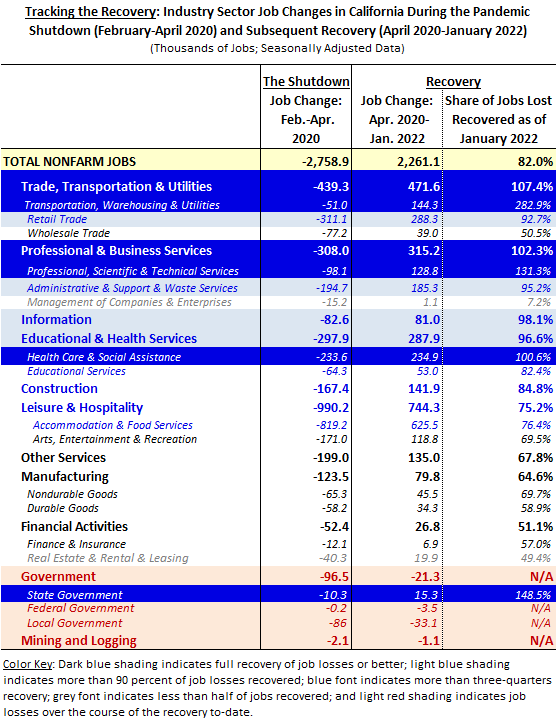 Tracking the Recovery: Industry Sector Job Changes in California During the Pandemic
Shutdown (February-April 2020) and Subsequent Recovery (April 2020-January 2022)
(Thousands of Jobs; Seasonally Adjusted Data)
The Shutdown Recovery
Job Change: Job Change: Share of Jobs Lost
Feb.-Apr. Apr. 2020- Recovered as of
2020 Jan. 2022 January 2022
TOTAL NONFARM JOBS -2,758.9 2,261.1 82.0%
Trade, Transportation & Utilities -439.3 471.6 107.4%
Transportation, Warehousing & Utilities -51.0 144.3 282.9%
Retail Trade -311.1 288.3 92.7%
Wholesale Trade -77.2 39.0 50.5%
Professional & Business Services -308.0 315.2 102.3%
Professional, Scientific & Technical Services -98.1 128.8 131.3%
Administrative & Support & Waste Services -194.7 185.3 95.2%
Management of Companies & Enterprises -15.2 1.1 7.2%
Information -82.6 81.0 98.1%
Educational & Health Services -297.9 287.9 96.6%
Health Care & Social Assistance -233.6 234.9 100.6%
Educational Services -64.3 53.0 82.4%
Construction -167.4 141.9 84.8%
Leisure & Hospitality -990.2 744.3 75.2%
Accommodation & Food Services -819.2 625.5 76.4%
Arts, Entertainment & Recreation -171.0 118.8 69.5%
Other Services -199.0 135.0 67.8%
Manufacturing -123.5 79.8 64.6%
Nondurable Goods -65.3 45.5 69.7%
Durable Goods -58.2 34.3 58.9%
Financial Activities -52.4 26.8 51.1%
Finance & Insurance -12.1 6.9 57.0%
Real Estate & Rental & Leasing -40.3 19.9 49.4%
Government -96.5 -21.3 N/A
State Government -10.3 15.3 148.5%
Federal Government -0.2 -3.5 N/A
Local Government -86 -33.1 N/A
Mining and Logging -2.1 -1.1 N/A
Color Key: Dark blue shading indicates full recovery of job losses or better; light blue shading
indicates more than 90 percent of job losses recovered; blue font indicates more than three-quarters
recovery; grey font indicates less than half of jobs recovered; and light red shading indicates job
losses over the course of the recovery to-date.